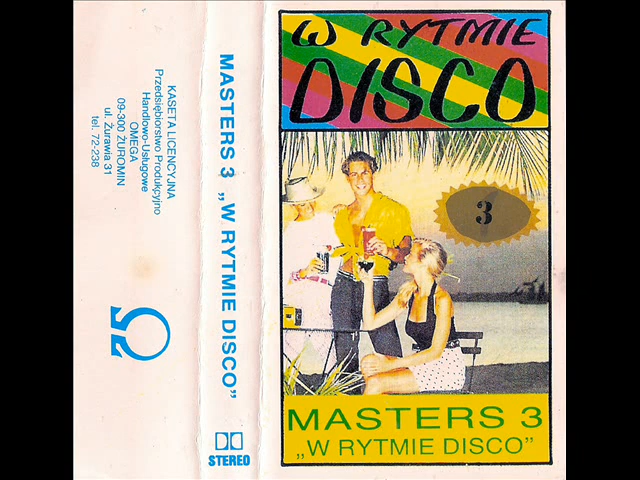 KASETA LICENCYJNA
Przedsiębiorstwo Produkcyjno
Handlowo-Usługowe
OMEGA
09-300 ŻUROMIN
ul. Żurawia 31
tel. 72-238
MASTERS 3 „W RYTMIE DISCO”
STEREO
W RYTMIE
DISCO
3
MASTERS 3
„W RYTMIE DISCO”